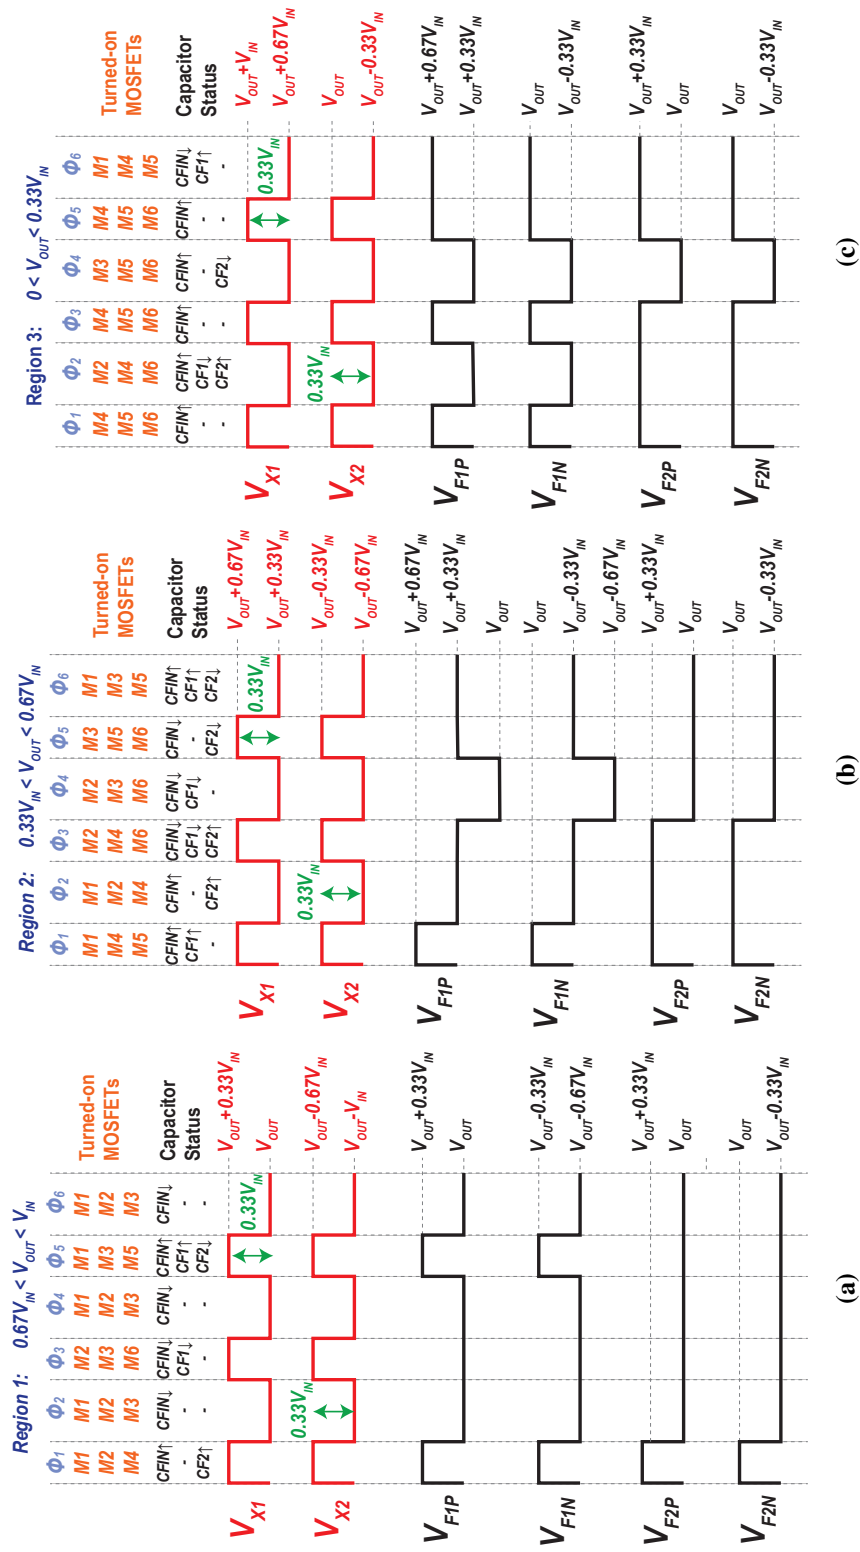 Region 1: 0.67V_IN < V_OUT < V_IN
Φ1 Φ2 Φ3 Φ4 Φ5 Φ6
Turned-on
MOSFETs
M1 M1 M2 M1 M1 M1
M2 M2 M3 M2 M3 M2
M4 M3 M6 M3 M5 M3
Capacitor
Status
CFIN↑ CFIN↓ CFIN↓ CFIN↓ CFIN↑ CFIN↓
- - CF1↓ - CF1↑ -
CF2↑ - - - CF2↓ -
V_X1
0.33V_IN
V_OUT+0.33V_IN
V_OUT
V_X2
0.33V_IN
V_OUT-0.67V_IN
V_OUT-V_IN
V_F1P
V_OUT+0.33V_IN
V_OUT
V_F1N
V_OUT-0.33V_IN
V_OUT-0.67V_IN
V_F2P
V_OUT+0.33V_IN
V_OUT
V_F2N
V_OUT
V_OUT-0.33V_IN
(a)
Region 2: 0.33V_IN < V_OUT < 0.67V_IN
Φ1 Φ2 Φ3 Φ4 Φ5 Φ6
Turned-on
MOSFETs
M1 M1 M2 M2 M3 M1
M4 M2 M4 M3 M5 M3
M5 M4 M6 M6 M6 M5
Capacitor
Status
CFIN↑ CFIN↑ CFIN↓ CFIN↓ CFIN↓ CFIN↑
CF1↑ - CF1↓ CF1↓ - CF1↑
- CF2↑ CF2↑ - CF2↓ CF2↓
V_X1
0.33V_IN
V_OUT+0.67V_IN
V_OUT+0.33V_IN
V_X2
0.33V_IN
V_OUT-0.33V_IN
V_OUT-0.67V_IN
V_F1P
V_OUT+0.67V_IN
V_OUT+0.33V_IN
V_OUT
V_F1N
V_OUT
V_OUT-0.33V_IN
V_OUT-0.67V_IN
V_F2P
V_OUT+0.33V_IN
V_OUT
V_F2N
V_OUT
V_OUT-0.33V_IN
(b)
Region 3: 0 < V_OUT < 0.33V_IN
Φ1 Φ2 Φ3 Φ4 Φ5 Φ6
Turned-on
MOSFETs
M4 M2 M4 M3 M4 M1
M5 M4 M5 M5 M5 M4
M6 M6 M6 M6 M6 M5
Capacitor
Status
CFIN↑ CFIN↑ CFIN↑ CFIN↑ CFIN↑ CFIN↓
- CF1↓ - - - CF1↑
- CF2↑ - CF2↓ - -
V_X1
0.33V_IN
V_OUT+V_IN
V_OUT+0.67V_IN
V_X2
0.33V_IN
V_OUT
V_OUT-0.33V_IN
V_F1P
V_OUT+0.67V_IN
V_OUT+0.33V_IN
V_F1N
V_OUT
V_OUT-0.33V_IN
V_F2P
V_OUT+0.33V_IN
V_OUT
V_F2N
V_OUT
V_OUT-0.33V_IN
(c)